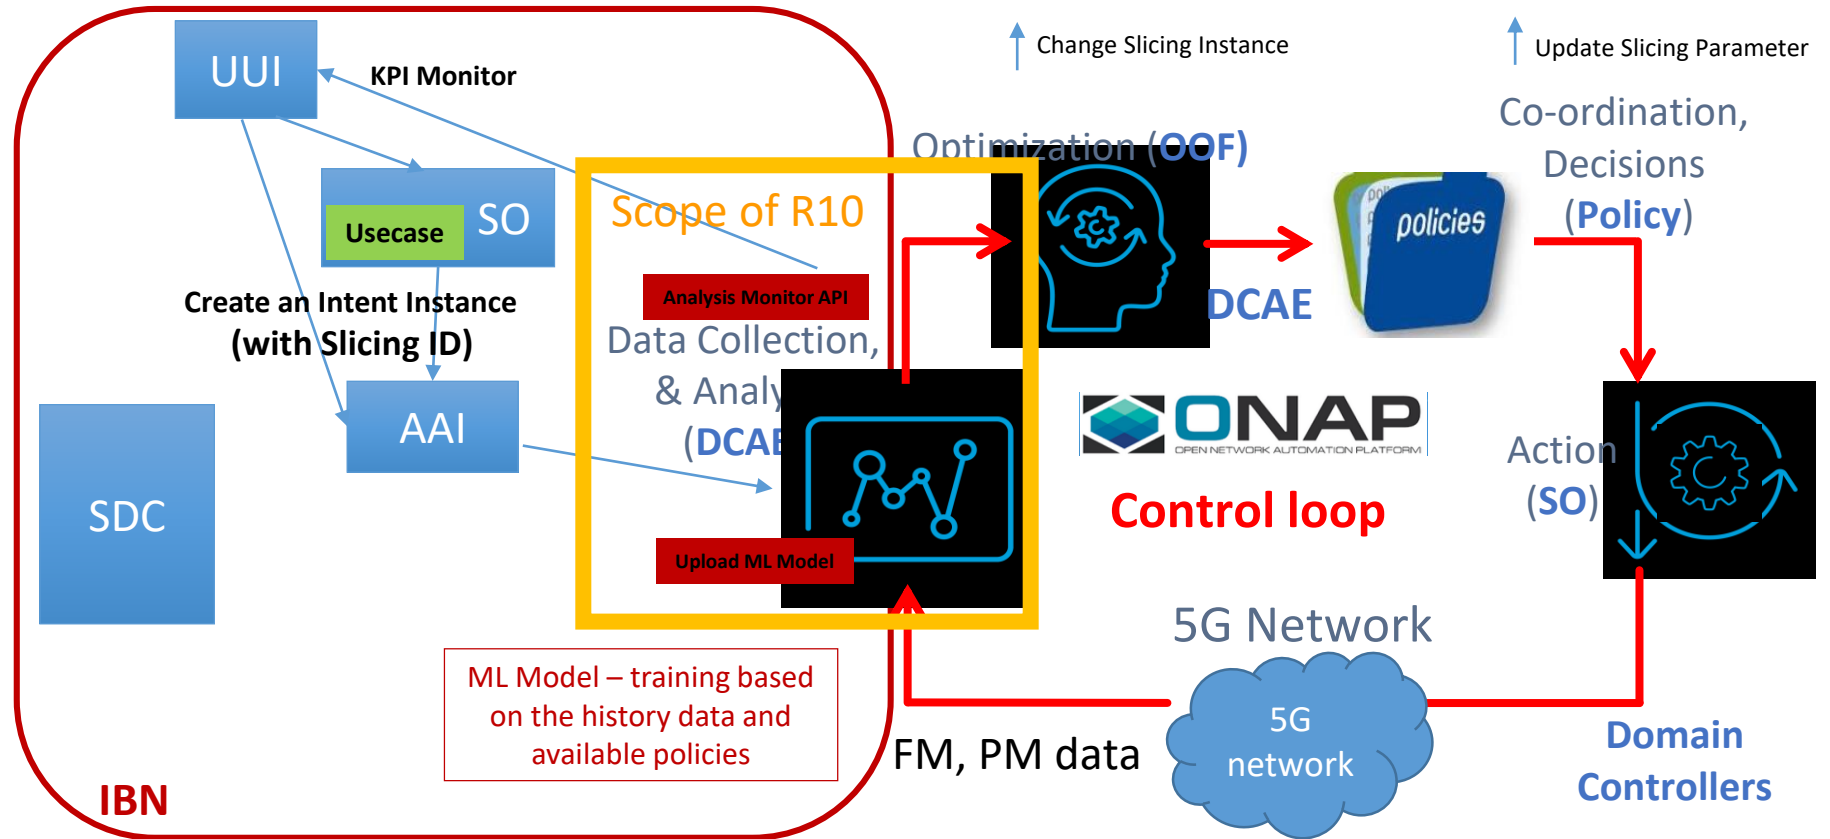 UUI
KPI Monitor
Change Slicing Instance
Update Slicing Parameter
Optimization (OOF)
Co-ordination,
Decisions
(Policy)
policies
Usecase
SO
Scope of R10
Create an Intent Instance
(with Slicing ID)
Analysis Monitor API
Data Collection,
& Analy
(DCAE
DCAE
AAI
SDC
ONAP
OPEN NETWORK AUTOMATION PLATFORM
Control loop
Action
(SO)
Upload ML Model
5G Network
5G
network
ML Model – training based
on the history data and
available policies
FM, PM data
Domain
Controllers
IBN